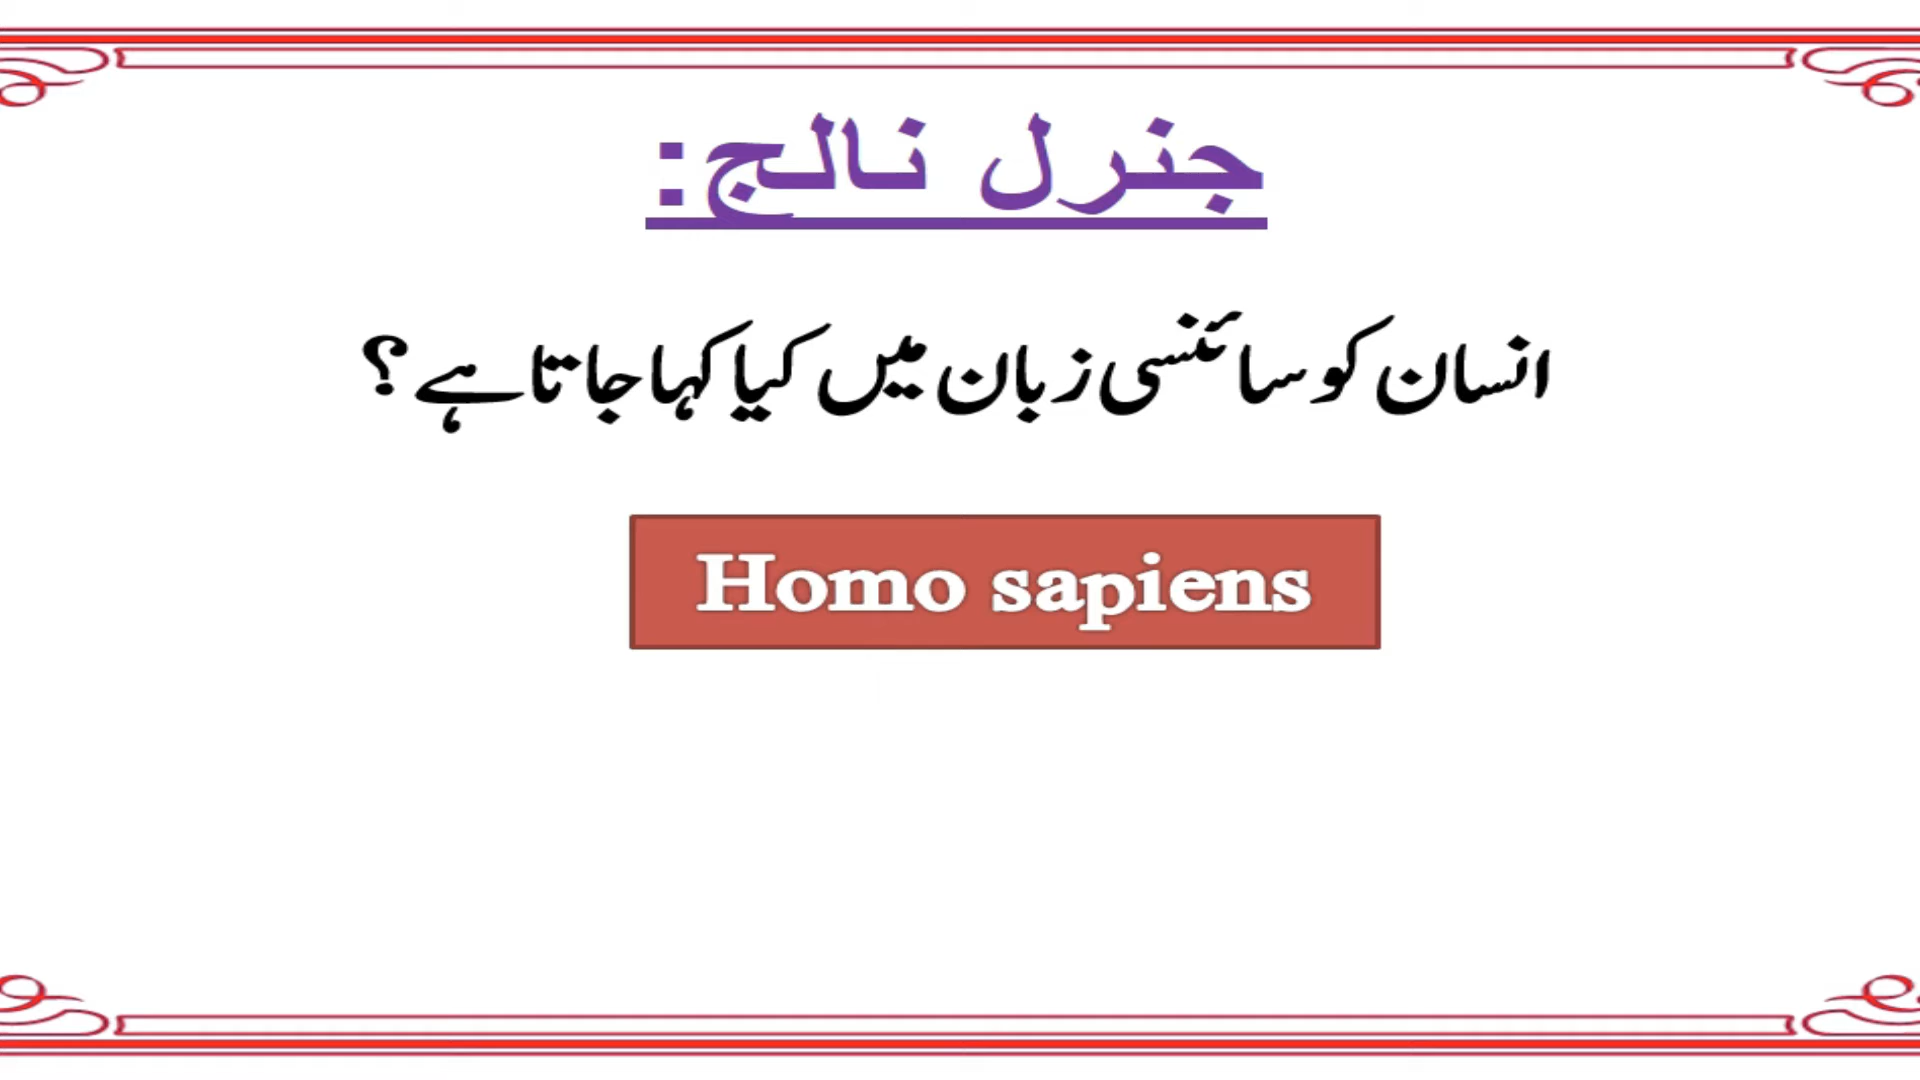 جنرل نالج:
انسان کو سائنسی زبان میں کیا کہا جاتا ہے؟
Homo sapiens